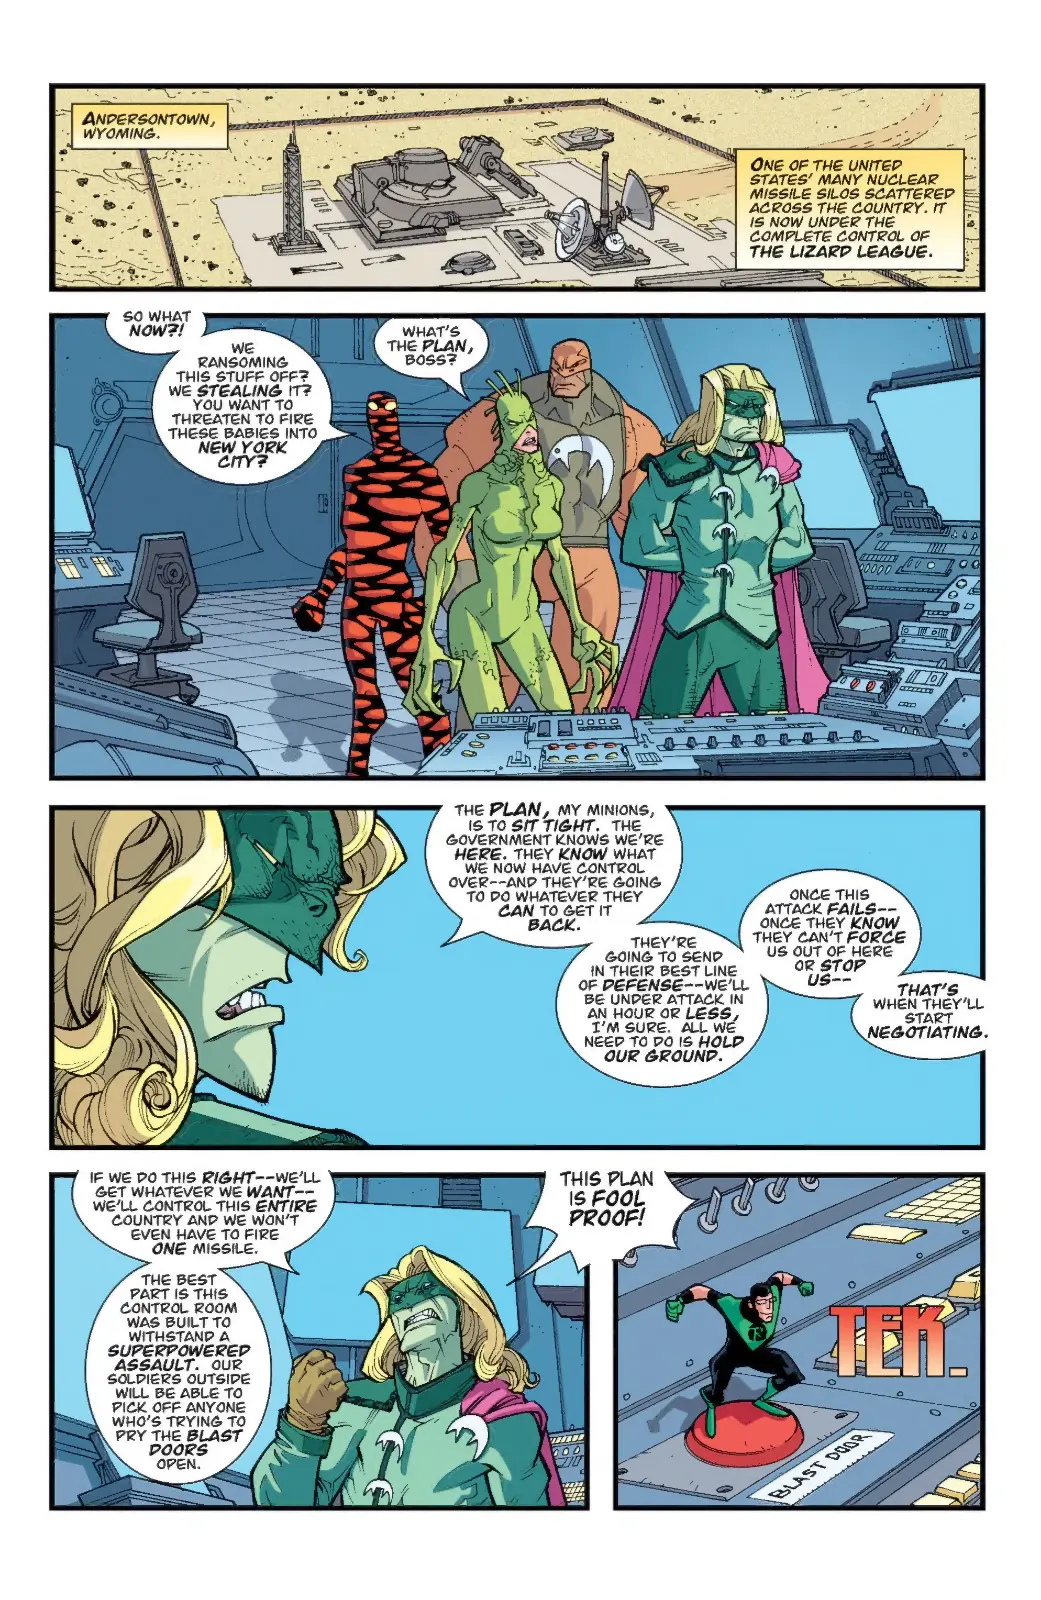 ANDERSONTOWN,
WYOMING.
ONE OF THE UNITED
STATES' MANY NUCLEAR
MISSILE SILOS SCATTERED
ACROSS THE COUNTRY. IT
IS NOW UNDER THE
COMPLETE CONTROL OF
THE LIZARD LEAGUE.
SO WHAT
NOW?!
WE
RANSOMING
THIS STUFF OFF?
WE STEALING IT?
YOU WANT TO
THREATEN TO FIRE
THESE BABIES INTO
NEW YORK
CITY?
WHAT'S
THE PLAN,
BOSS?
THE PLAN, MY MINIONS,
IS TO SIT TIGHT. THE
GOVERNMENT KNOWS WE'RE
HERE. THEY KNOW WHAT
WE NOW HAVE CONTROL
OVER--AND THEY'RE GOING
TO DO WHATEVER THEY
CAN TO GET IT
BACK.
THEY'RE
GOING TO SEND
IN THEIR BEST LINE
OF DEFENSE--WE'LL
BE UNDER ATTACK IN
AN HOUR OR LESS,
I'M SURE. ALL WE
NEED TO DO IS HOLD
OUR GROUND.
ONCE THIS
ATTACK FAILS--
ONCE THEY KNOW
THEY CAN'T FORCE
US OUT OF HERE
OR STOP
US--
THAT'S
WHEN THEY'LL
START
NEGOTIATING.
IF WE DO THIS RIGHT--WE'LL
GET WHATEVER WE WANT--
WE'LL CONTROL THIS ENTIRE
COUNTRY AND WE WON'T
EVEN HAVE TO FIRE
ONE MISSILE.
THE BEST
PART IS THIS
CONTROL ROOM
WAS BUILT TO
WITHSTAND A
SUPERPOWERED
ASSAULT. OUR
SOLDIERS OUTSIDE
WILL BE ABLE TO
PICK OFF ANYONE
WHO'S TRYING TO
PRY THE BLAST
DOORS
OPEN.
THIS PLAN
IS FOOL
PROOF!
TEK.
BLAST DOOR